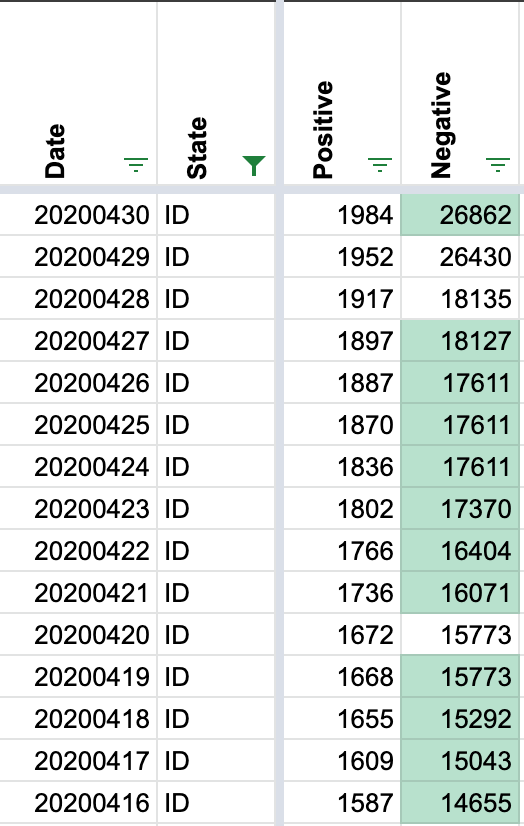 Date State Positive Negative
20200430 ID 1984 26862
20200429 ID 1952 26430
20200428 ID 1917 18135
20200427 ID 1897 18127
20200426 ID 1887 17611
20200425 ID 1870 17611
20200424 ID 1836 17611
20200423 ID 1802 17370
20200422 ID 1766 16404
20200421 ID 1736 16071
20200420 ID 1672 15773
20200419 ID 1668 15773
20200418 ID 1655 15292
20200417 ID 1609 15043
20200416 ID 1587 14655